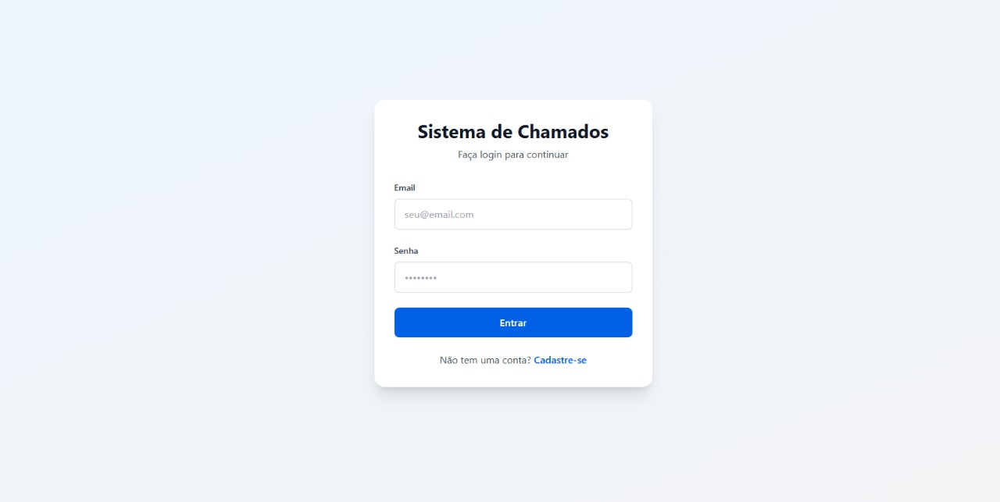 Sistema de Chamados
Faça login para continuar
Email
seu@email.com
Senha
••••••••
Entrar
Não tem uma conta? Cadastre-se